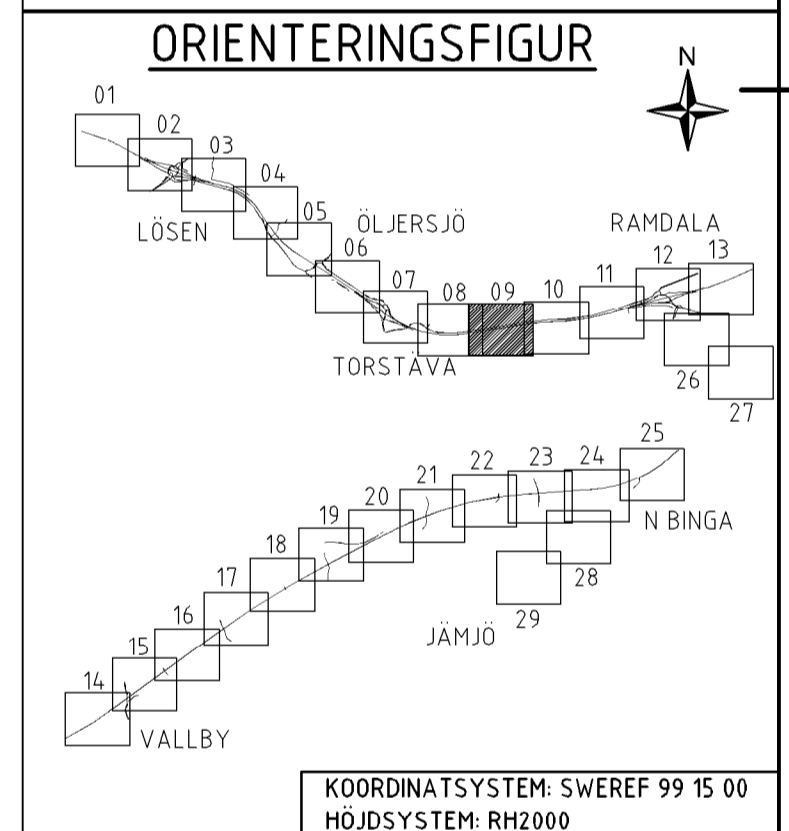 ORIENTERINGSFIGUR
N
01
02
03
04
05
LÖSEN
ÖLJERSJÖ
RAMDALA
06
07
08
09
10
11
12
13
TORSTÄVA
26
27
25
24
23
22
21
20
N BINGA
19
18
28
17
29
16
JÄMJÖ
15
14
VALLBY
KOORDINATSYSTEM: SWEREF 99 15 00
HÖJDSYSTEM: RH2000